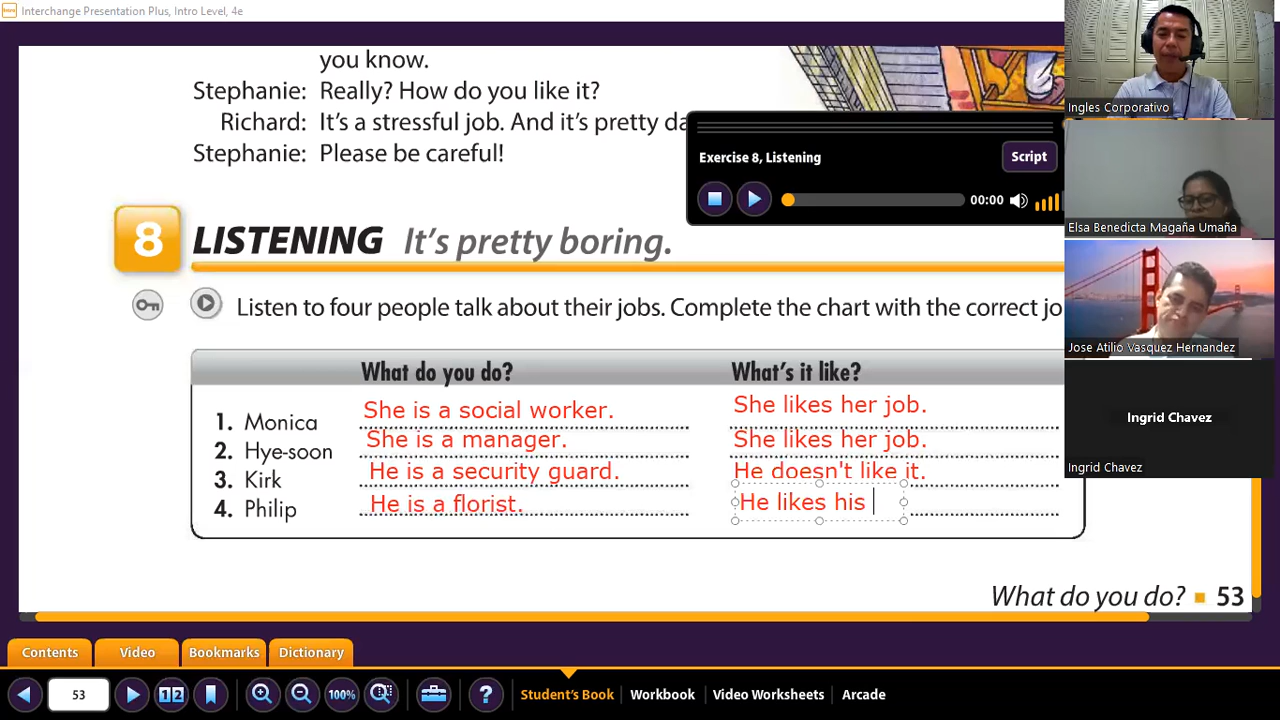 Interchange Presentation Plus, Intro Level, 4e
you know.
Stephanie: Really? How do you like it?
Richard: It's a stressful job. And it's pretty da
Stephanie: Please be careful!
Exercise 8, Listening
Script
00:00
8 LISTENING It's pretty boring.
Listen to four people talk about their jobs. Complete the chart with the correct jo
What do you do? What's it like?
1. Monica She is a social worker. She likes her job.
2. Hye-soon She is a manager. She likes her job.
3. Kirk He is a security guard. He doesn't like it.
4. Philip He is a florist. He likes his
What do you do? 53
Ingles Corporativo
Elsa Benedicta Magaña Umaña
Jose Atilio Vasquez Hernandez
Ingrid Chavez
Ingrid Chavez
Contents Video Bookmarks Dictionary
53 1 2 100% ? Student's Book Workbook Video Worksheets Arcade